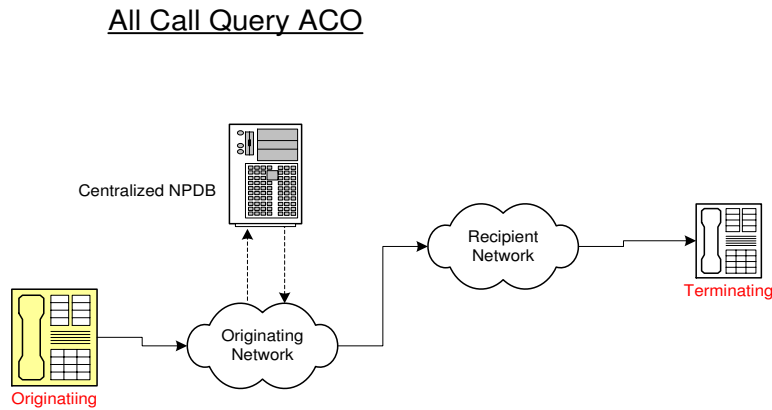 All Call Query ACO
Centralized NPDB
Recipient
Network
Terminating
Originating
Network
Originatiing